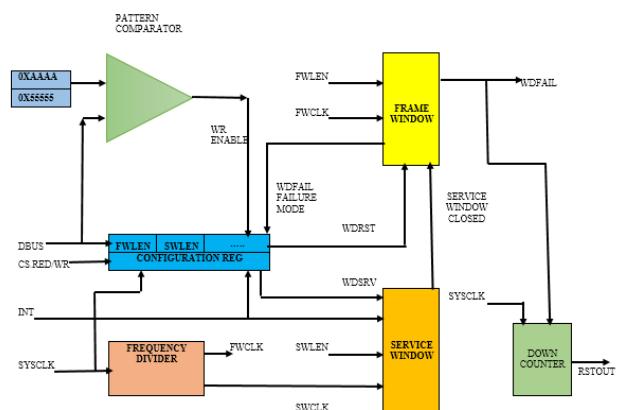 PATTERN
COMPARATOR
0XAAAA
0X55555
FWLEN
WDFAIL
FRAME
WINDOW
FWCLK
WR
ENABLE
WDFAIL
FAILURE
MODE
SERVICE
WINDOW
CLOSED
WDRST
DBUS
FWLEN SWLEN .....
CONFIGURATION REG
CS RED/WR
WDSRV
SYSCLK
INT
FREQUENCY
DIVIDER
FWCLK
SWLEN
SERVICE
WINDOW
SYSCLK
DOWN
COUNTER
RSTOUT
SWCLK